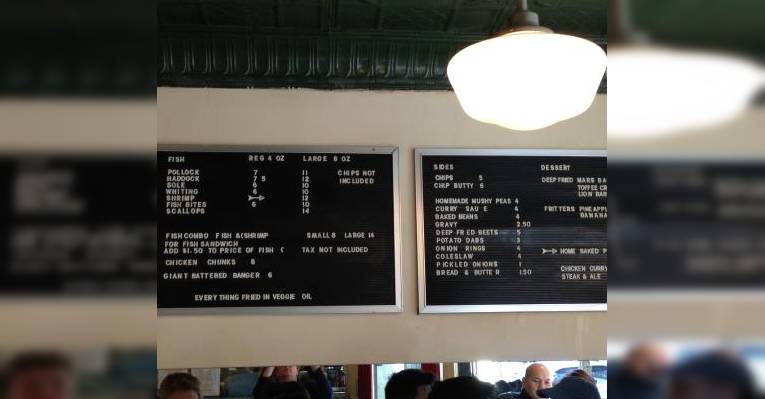 FISH REG 4 OZ LARGE 8 OZ
POLLOCK 7 11 CHIPS NOT
HADDOCK 7 5 12 INCLUDED
SOLE 6 10
WHITING 6 10
SHRIMP 12
FISH BITES 6 10
SCALLOPS 14
FISH COMBO FISH &/SHRIMP SMALL 8 LARGE 14
FOR FISH SANDWICH
ADD $1.50 TO PRICE OF FISH TAX NOT INCLUDED
CHICKEN CHUNKS 8
GIANT BATTERED BANGER 6
EVERYTHING FRIED IN VEGGIE OIL
SIDES
CHIPS 5
CHIP BUTTY 6
HOMEMADE MUSHY PEAS 4
CURRY SAU E 4
BAKED BEANS 4
GRAVY 2.50
DEEP FRIED BEETS 5
POTATO DABS 3
ONION RINGS 4
COLESLAW 4
PICKLED ONIONS 1
BREAD & BUTTER 1.50
DESSERT
DEEP FRIED MARS BA
TOFFEE CR
LION BAR
FRITTERS PINEAPP
BANANA
HOME BAKED P
CHICKEN CURRY
STEAK & ALE